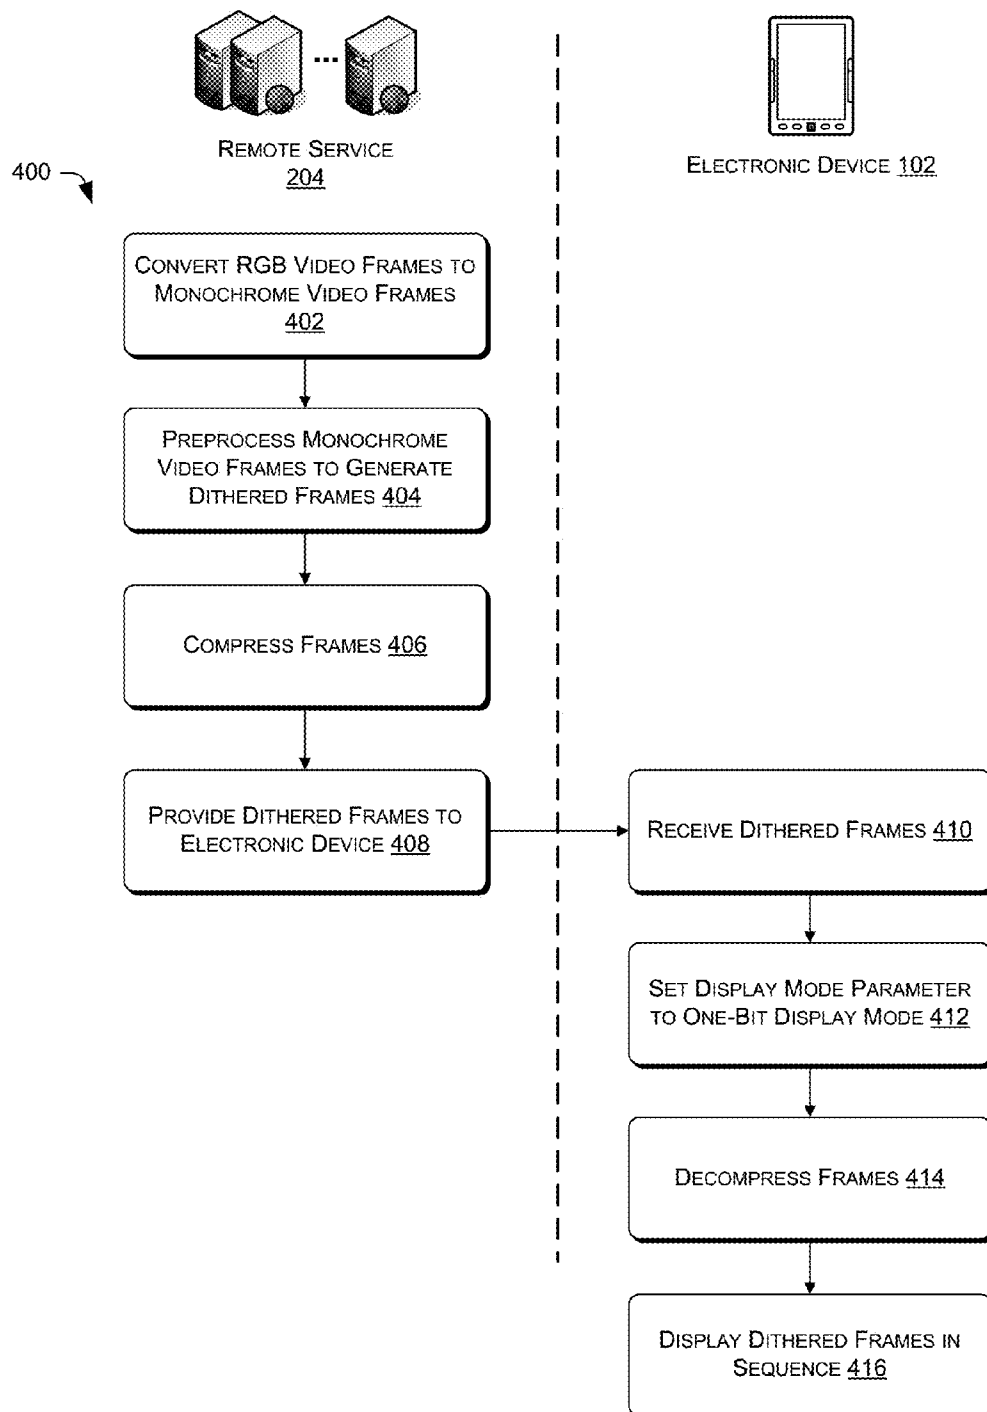 ...
REMOTE SERVICE
204
ELECTRONIC DEVICE 102
400
CONVERT RGB VIDEO FRAMES TO
MONOCHROME VIDEO FRAMES
402
PREPROCESS MONOCHROME
VIDEO FRAMES TO GENERATE
DITHERED FRAMES 404
COMPRESS FRAMES 406
PROVIDE DITHERED FRAMES TO
ELECTRONIC DEVICE 408
RECEIVE DITHERED FRAMES 410
SET DISPLAY MODE PARAMETER
TO ONE-BIT DISPLAY MODE 412
DECOMPRESS FRAMES 414
DISPLAY DITHERED FRAMES IN
SEQUENCE 416